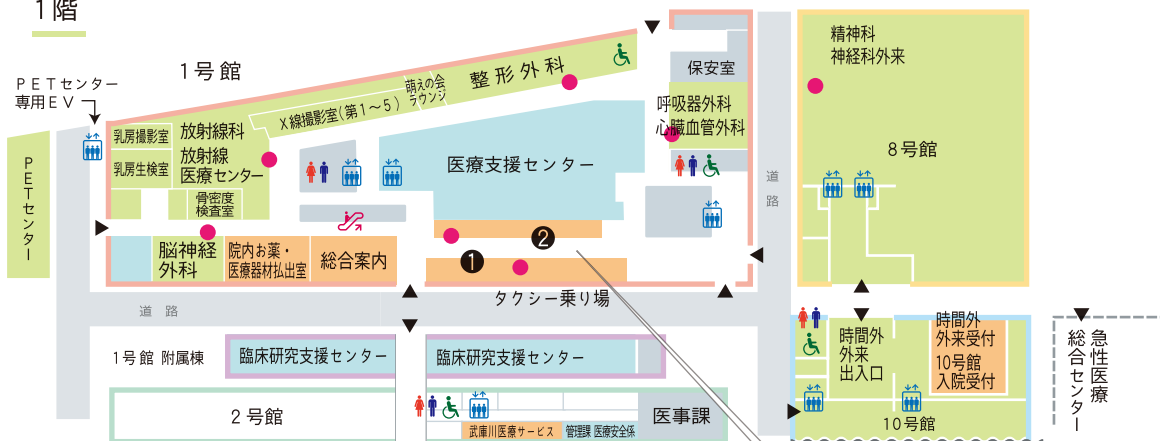 1階
1号館
PETセンター
専用EV
PETセンター
乳房撮影室
乳房生検室
放射線科
放射線
医療センター
骨密度
検査室
X線撮影室(第1～5)
萌えの会
ラウンジ
整形外科
保安室
呼吸器外科
心臓血管外科
医療支援センター
脳神経
外科
院内お薬・
医療器材払出室
総合案内
1
2
タクシー乗り場
道路
道路
精神科
神経科外来
8号館
1号館 附属棟
臨床研究支援センター
臨床研究支援センター
2号館
武庫川医療サービス
管理課 医療安全係
医事課
時間外
外来
出入口
時間外
外来受付
10号館
入院受付
10号館
急性医療
総合センター